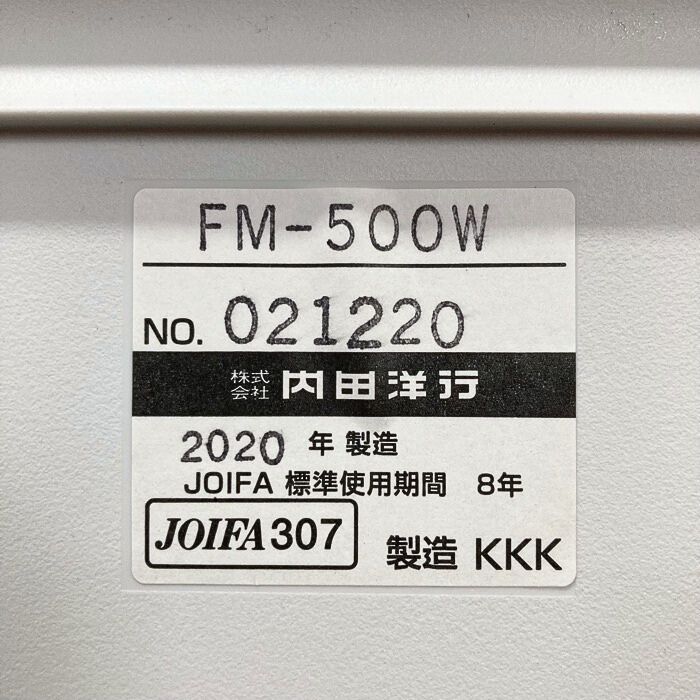 FM-500W
NO. 021220
株式会社 内田洋行
2020 年 製造
JOIFA 標準使用期間 8年
JOIFA307 製造 KKK